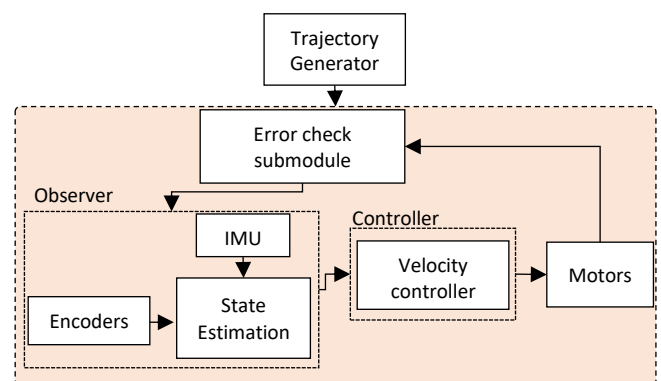 Trajectory
Generator
Error check
submodule
Observer
IMU
Controller
Velocity
controller
Motors
Encoders
State
Estimation